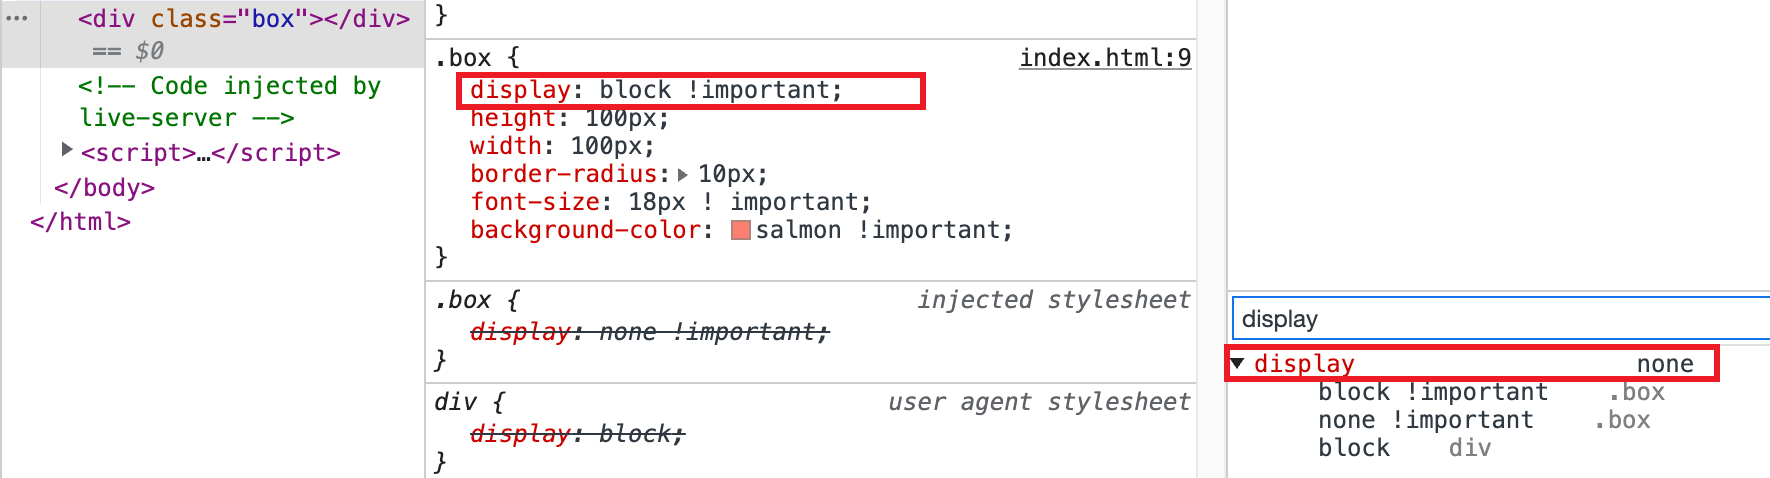 … <div class="box"></div>
== $0
<!-- Code injected by
live-server -->
▶ <script>…</script>
</body>
</html>
}
.box {
index.html:9
display: block !important;
height: 100px;
width: 100px;
border-radius: ▶ 10px;
font-size: 18px ! important;
background-color: salmon !important;
}
.box {
injected stylesheet
display: none !important;
}
div {
user agent stylesheet
display: block;
}
display
▼ display none
block !important .box
none !important .box
block div